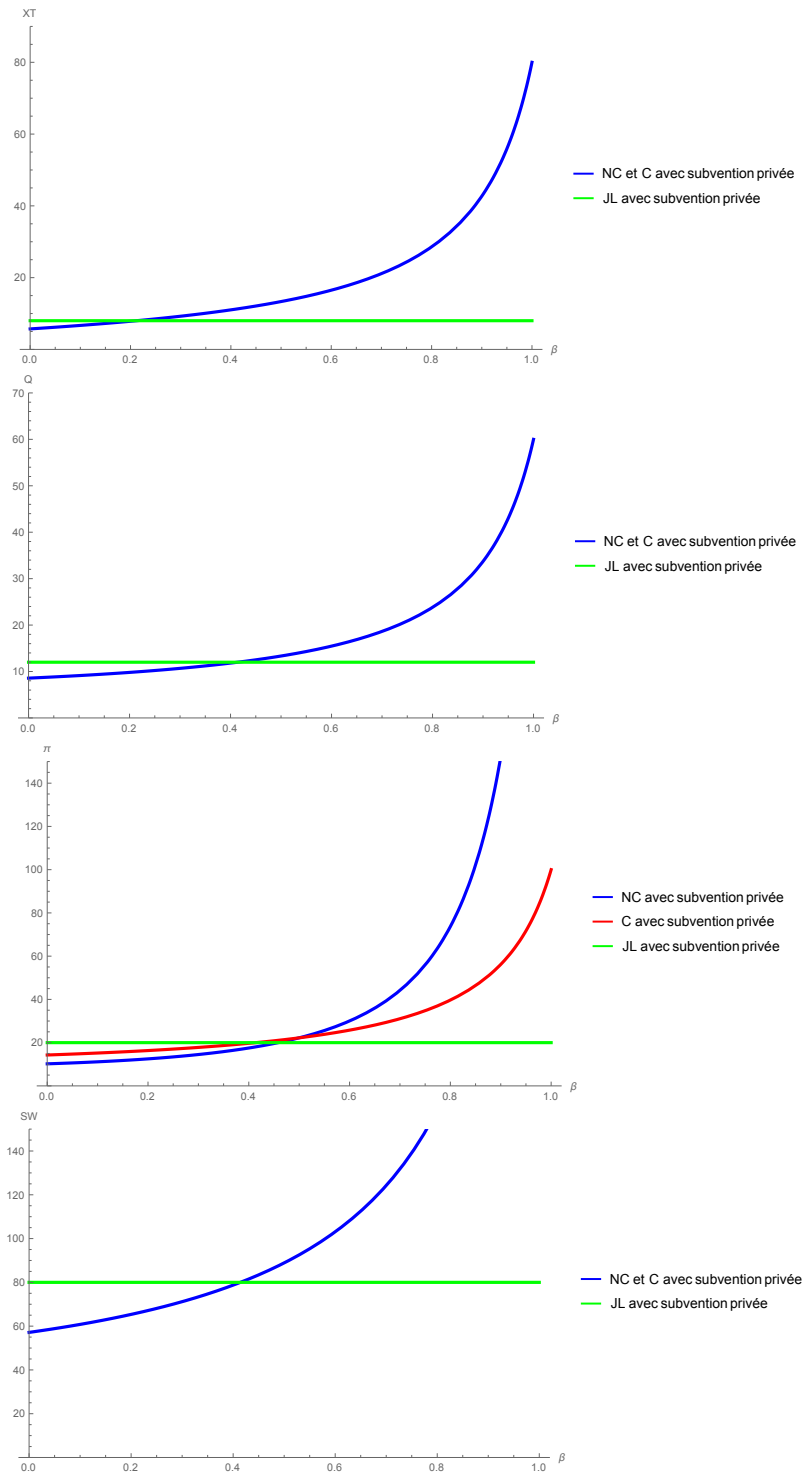 XT
80
60
40
20
0.0 0.2 0.4 0.6 0.8 1.0 β
NC et C avec subvention privée
JL avec subvention privée
Q
70
60
50
40
30
20
10
0.0 0.2 0.4 0.6 0.8 1.0 β
NC et C avec subvention privée
JL avec subvention privée
π
140
120
100
80
60
40
20
0.0 0.2 0.4 0.6 0.8 1.0 β
NC avec subvention privée
C avec subvention privée
JL avec subvention privée
SW
140
120
100
80
60
40
20
0.0 0.2 0.4 0.6 0.8 1.0 β
NC et C avec subvention privée
JL avec subvention privée